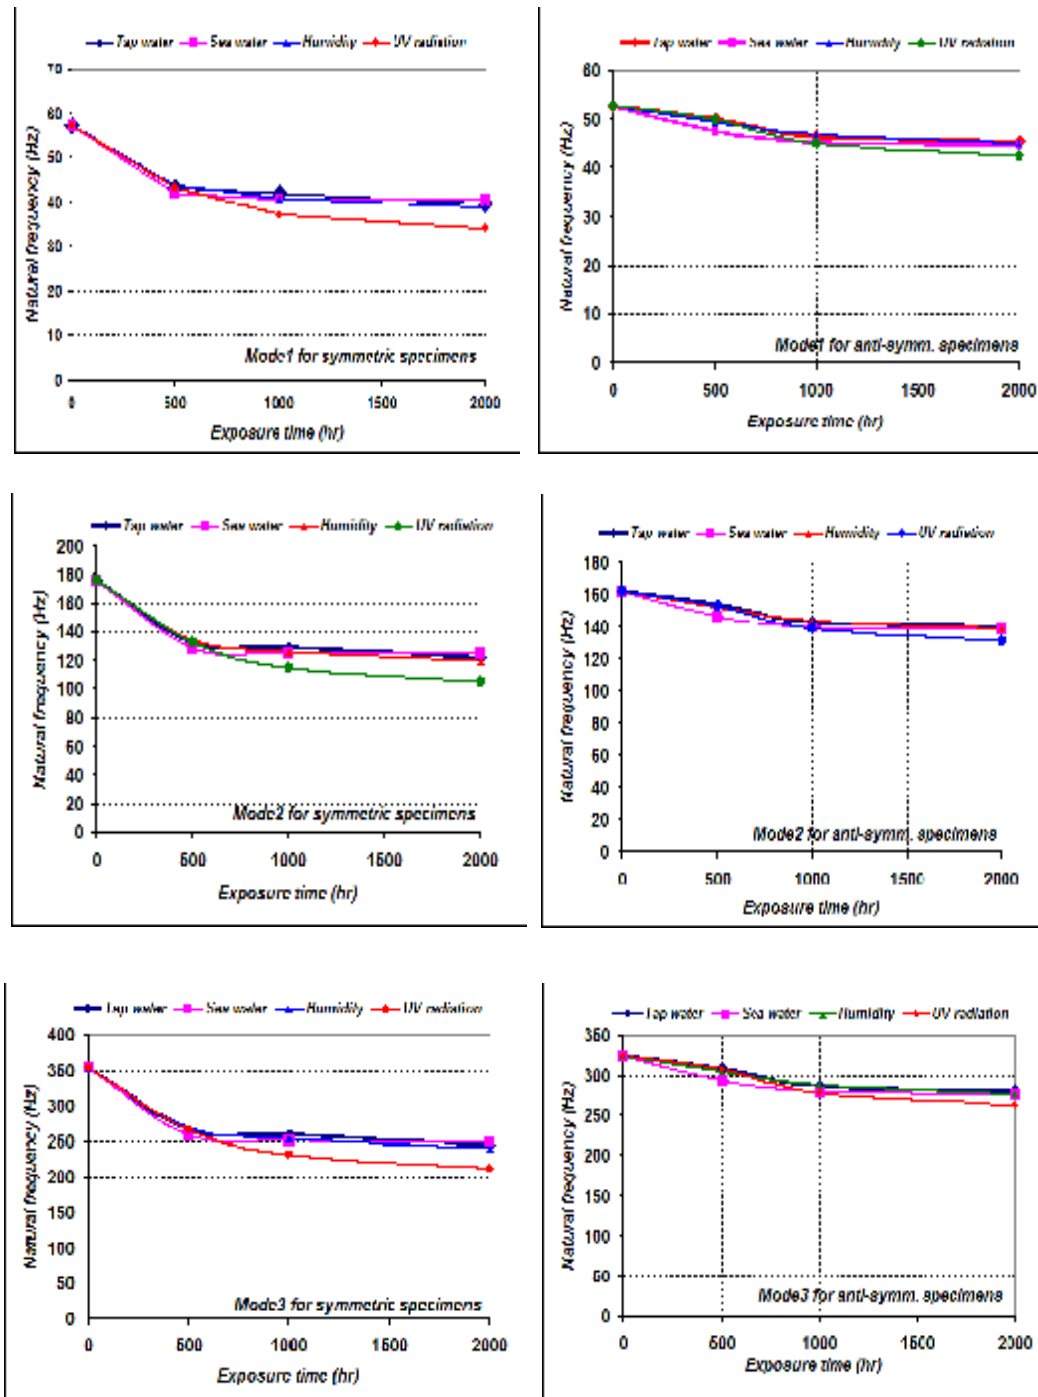 Tap water Sea water Humidity UV radiation
70
60
50
40
30
20
10
0
0 500 1000 1500 2000
Natural frequency (Hz)
Mode1 for symmetric specimens
Exposure time (hr)
Tap water Sea water Humidity UV radiation
60
50
40
30
20
10
0
0 500 1000 1500 2000
Natural frequency (Hz)
Mode1 for anti-symm. specimens
Exposure time (hr)
Tap water Sea water Humidity UV radiation
200
180
160
140
120
100
80
60
40
20
0
0 500 1000 1500 2000
Natural frequency (Hz)
Mode2 for symmetric specimens
Exposure time (hr)
Tap water Sea water Humidity UV radiation
180
160
140
120
100
80
60
40
20
0
0 500 1000 1500 2000
Natural frequency (Hz)
Mode2 for anti-symm. specimens
Exposure time (hr)
Tap water Sea water Humidity UV radiation
400
350
300
250
200
150
100
50
0
0 500 1000 1500 2000
Natural frequency (Hz)
Mode3 for symmetric specimens
Exposure time (hr)
Tap water Sea water Humidity UV radiation
350
300
250
200
150
100
50
0
0 500 1000 1500 2000
Natural frequency (Hz)
Mode3 for anti-symm. specimens
Exposure time (hr)